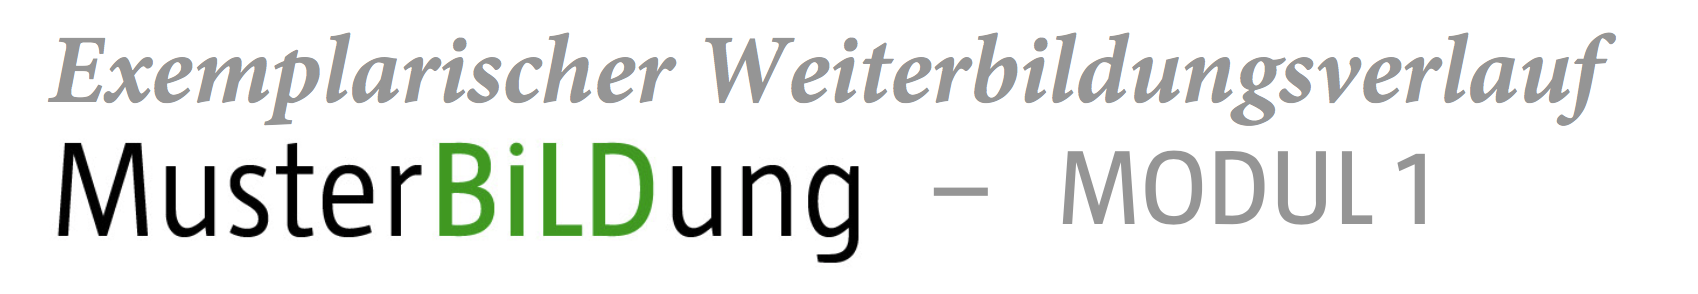 Exemplarischer Weiterbildungsverlauf
MusterBiLDung – MODUL 1